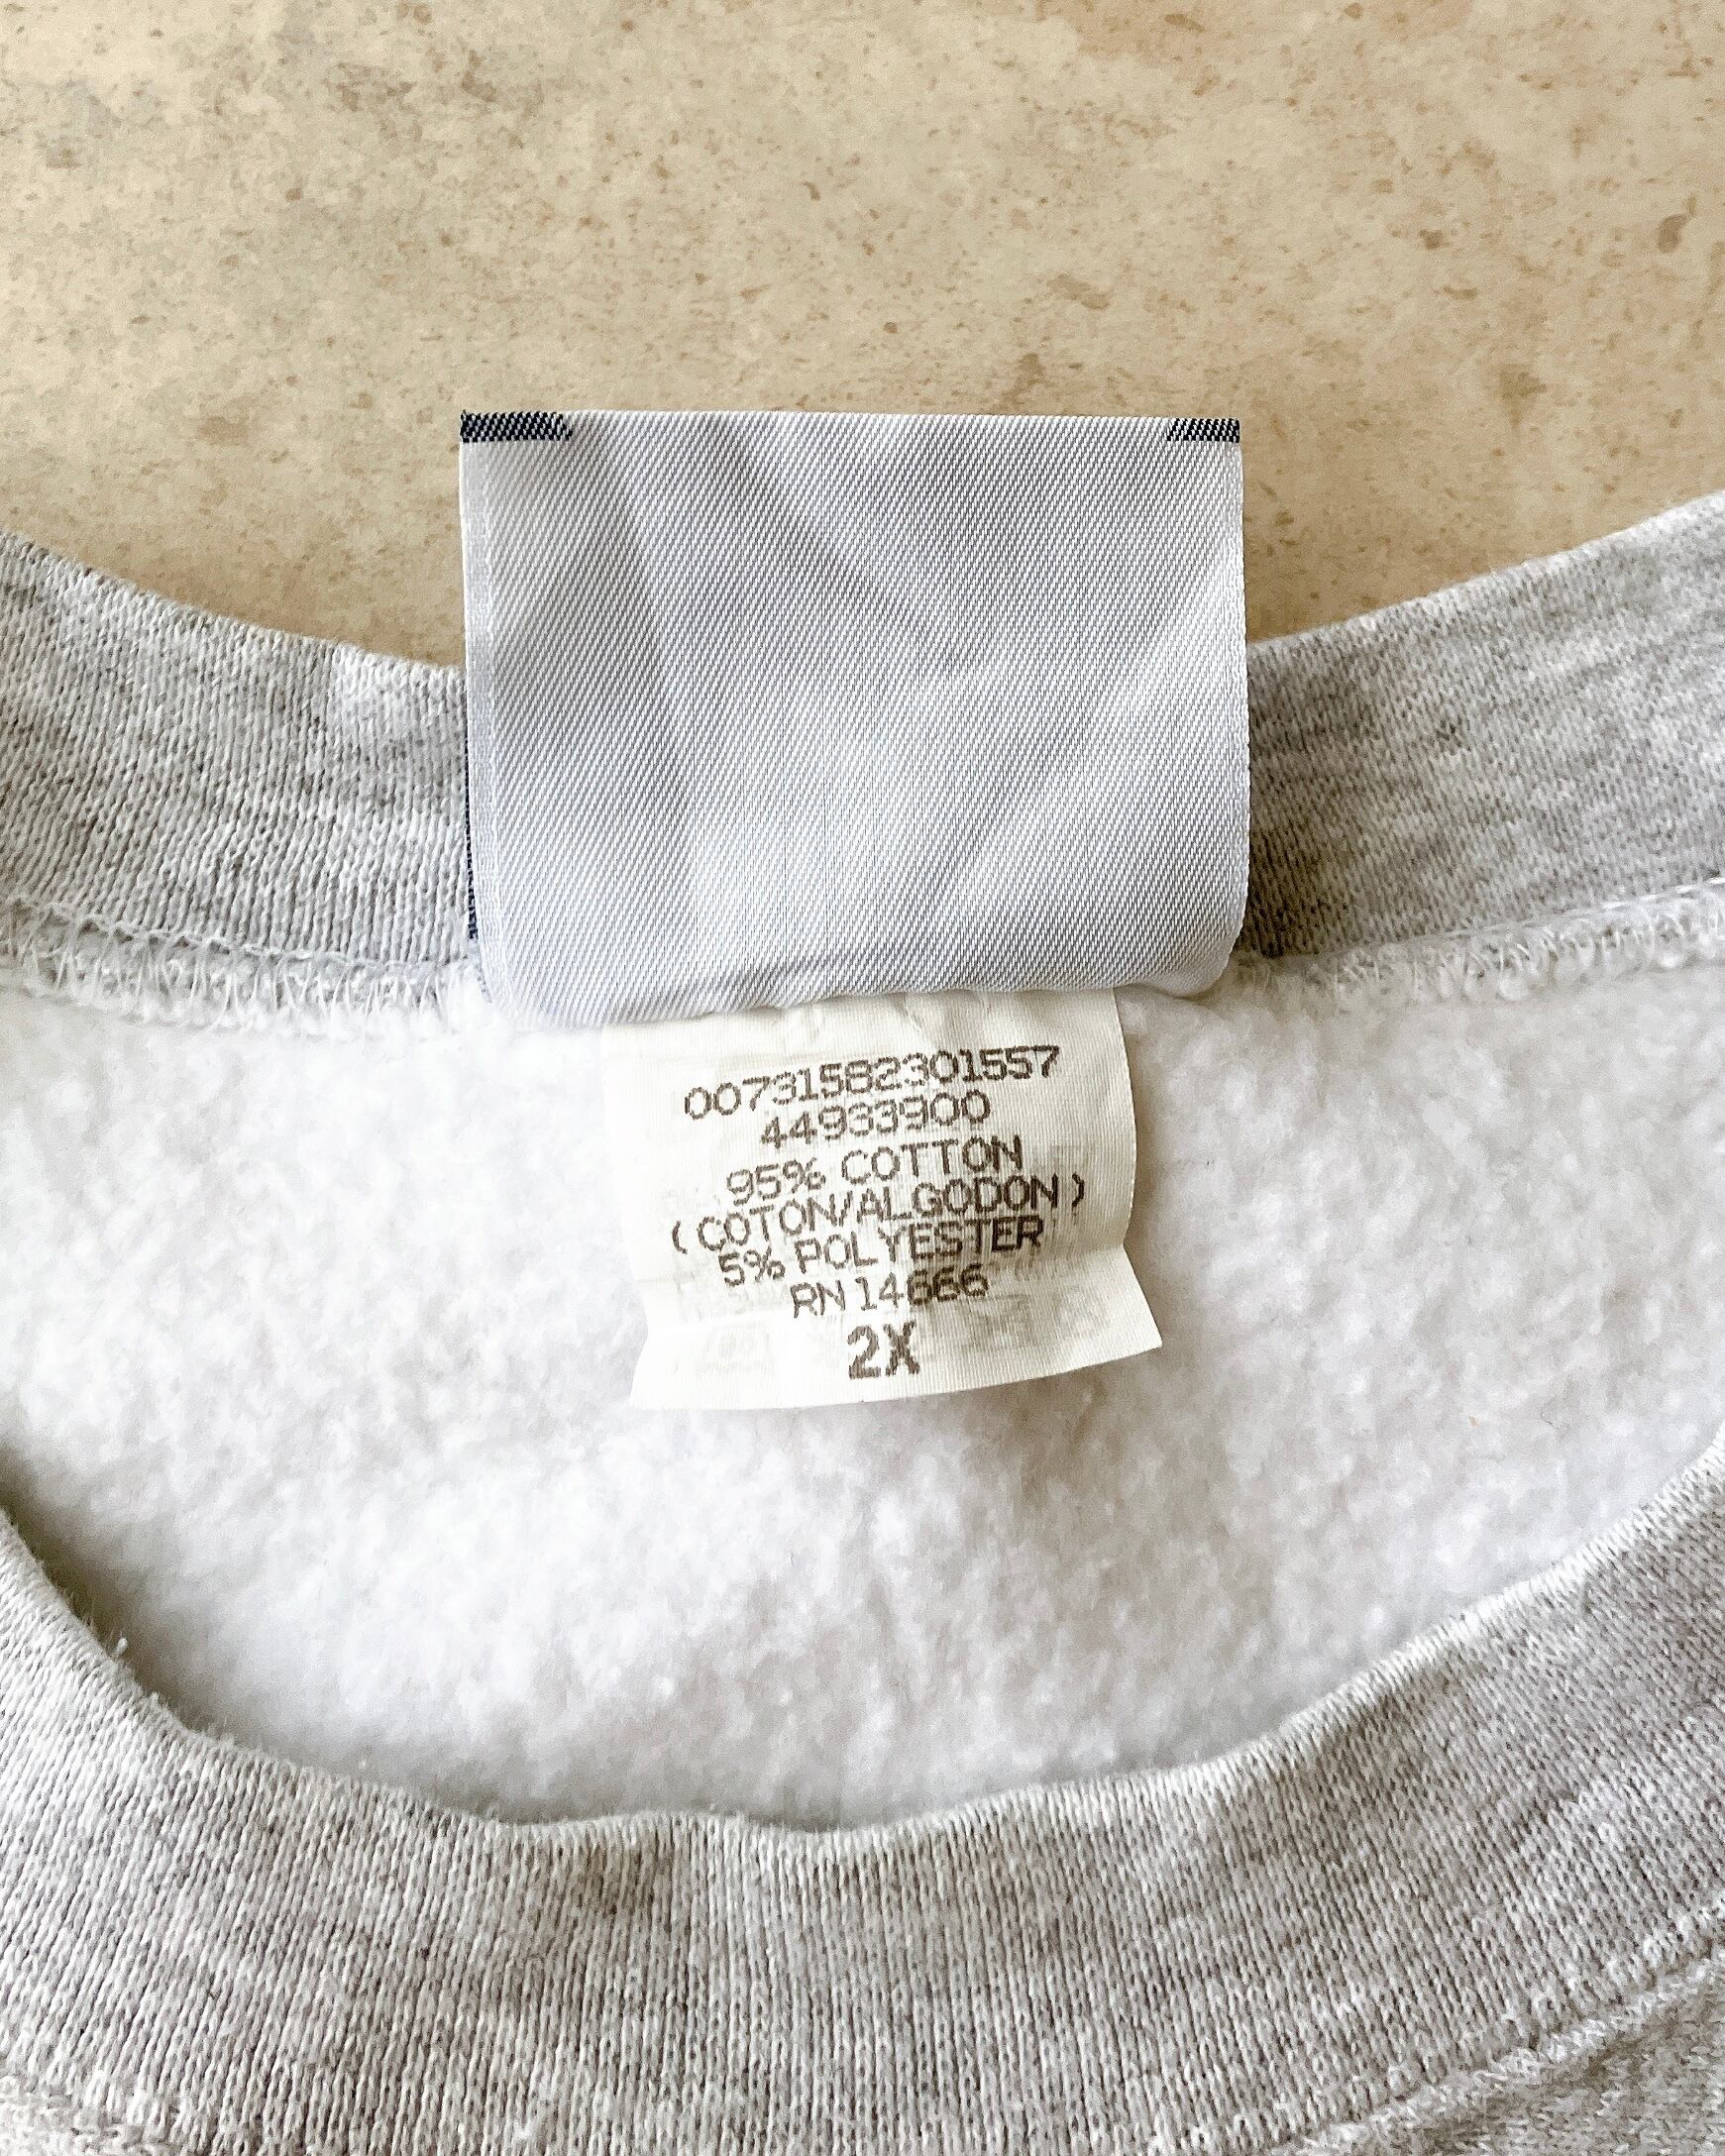 00731582301557
44933900
95% COTTON
(COTON/ALGODON)
5% POLYESTER
RN 14666
2X